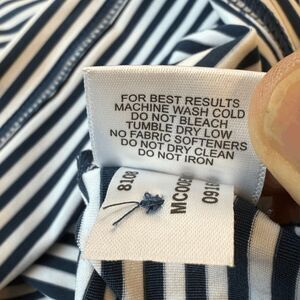 FOR BEST RESULTS
MACHINE WASH COLD
DO NOT BLEACH
TUMBLE DRY LOW
NO FABRIC SOFTENERS
DO NOT DRY CLEAN
DO NOT IRON